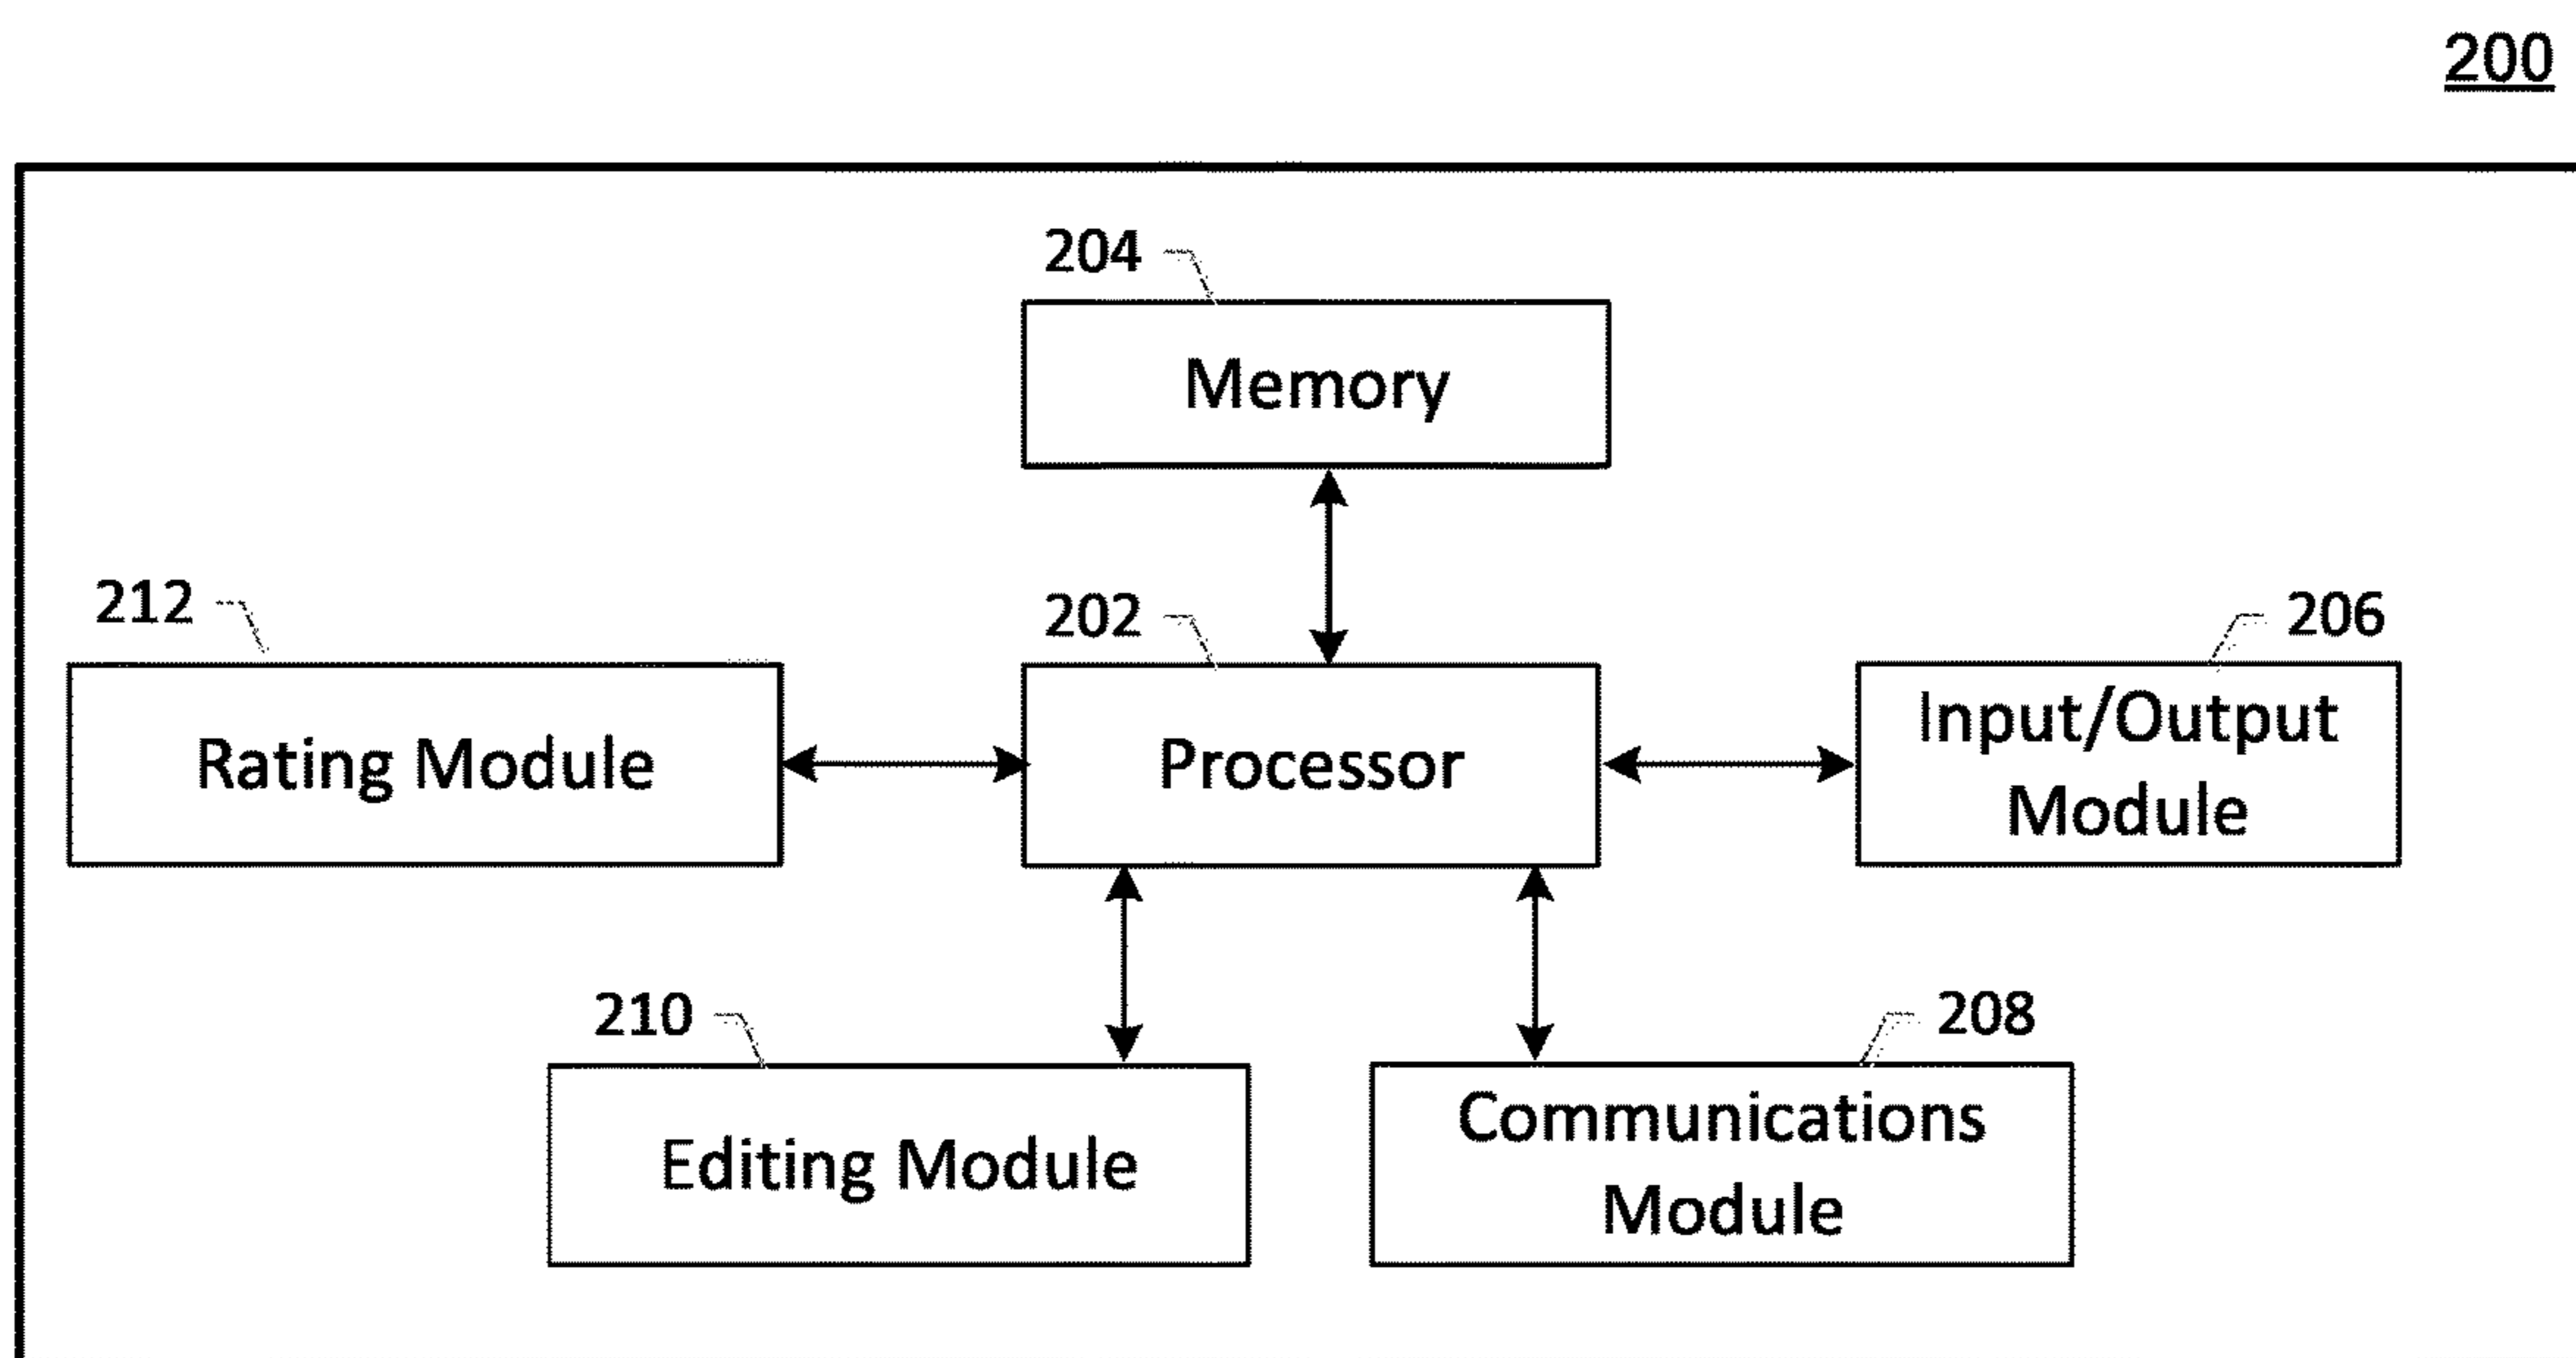 200
204
Memory
212
202
206
Rating Module
Processor
Input/Output
Module
210
208
Editing Module
Communications
Module